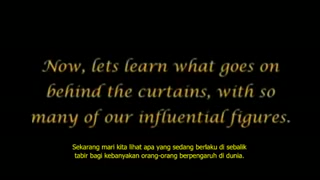 Now, lets learn what goes on
behind the curtains, with so
many of our influential figures.
Sekarang mari kita lihat apa yang sedang berlaku di sebalik
tabir bagi kebanyakan orang-orang berpengaruh di dunia.